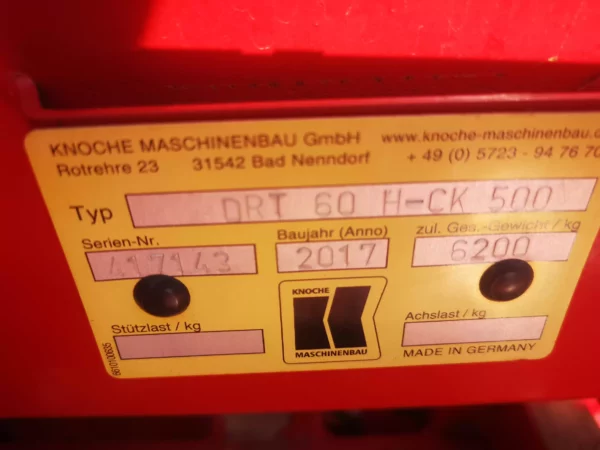 KNOCHE MASCHINENBAU GmbH www.knoche-maschinenbau.d
Rotrehre 23 31542 Bad Nenndorf + 49 (0) 5723 - 94 76 70
Typ DRT 60 H-CK 500
Serien-Nr. Baujahr (Anno) zul. Ges.-Gewicht / kg
417143 2017 6200
KNOCHE
MASCHINENBAU
Stützlast / kg Achslast / kg
MADE IN GERMANY